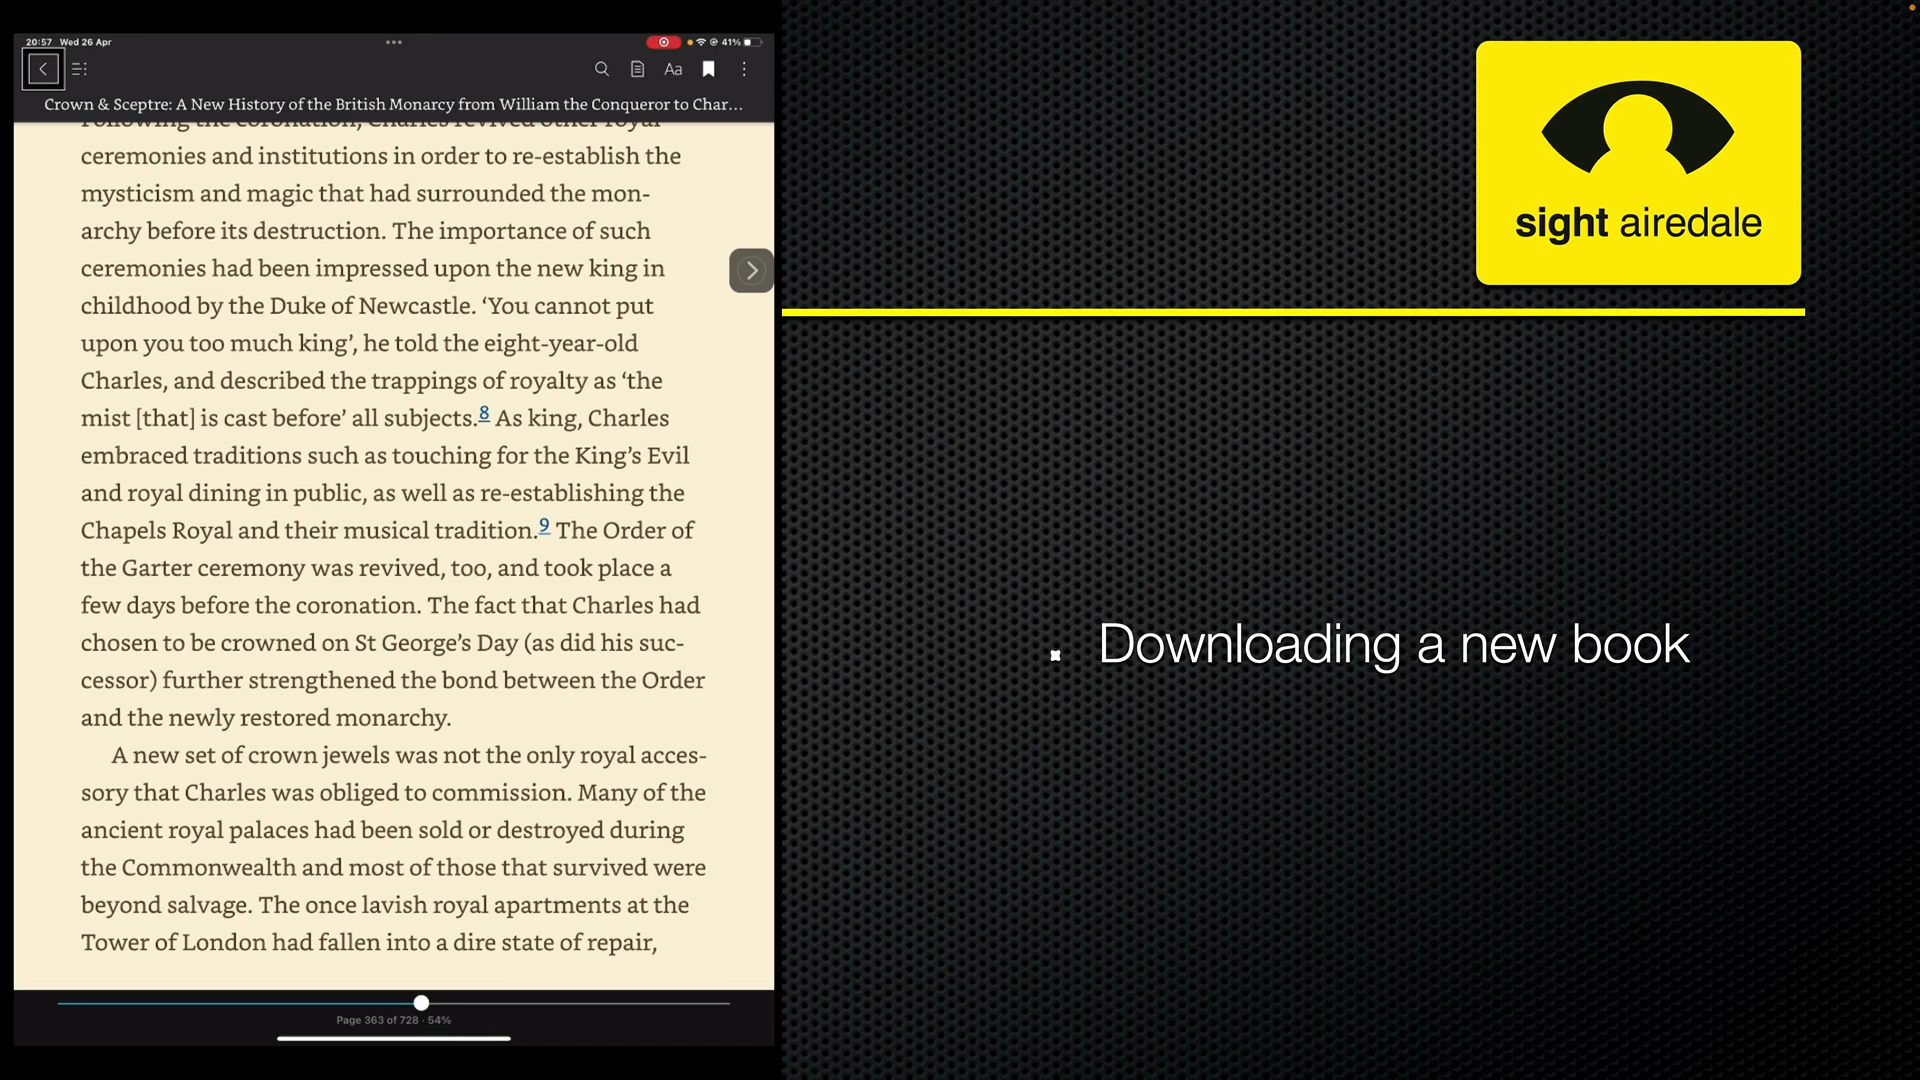 20:57 Wed 26 Apr
41%
Aa
Crown & Sceptre: A New History of the British Monarcy from William the Conqueror to Char...
Following the coronation, Charles revived other royal
ceremonies and institutions in order to re-establish the
mysticism and magic that had surrounded the mon-
archy before its destruction. The importance of such
ceremonies had been impressed upon the new king in
childhood by the Duke of Newcastle. ‘You cannot put
upon you too much king’, he told the eight-year-old
Charles, and described the trappings of royalty as ‘the
mist [that] is cast before’ all subjects.8 As king, Charles
embraced traditions such as touching for the King’s Evil
and royal dining in public, as well as re-establishing the
Chapels Royal and their musical tradition.9 The Order of
the Garter ceremony was revived, too, and took place a
few days before the coronation. The fact that Charles had
chosen to be crowned on St George’s Day (as did his suc-
cessor) further strengthened the bond between the Order
and the newly restored monarchy.
A new set of crown jewels was not the only royal acces-
sory that Charles was obliged to commission. Many of the
ancient royal palaces had been sold or destroyed during
the Commonwealth and most of those that survived were
beyond salvage. The once lavish royal apartments at the
Tower of London had fallen into a dire state of repair,
Page 363 of 728 · 54%
sight airedale
Downloading a new book